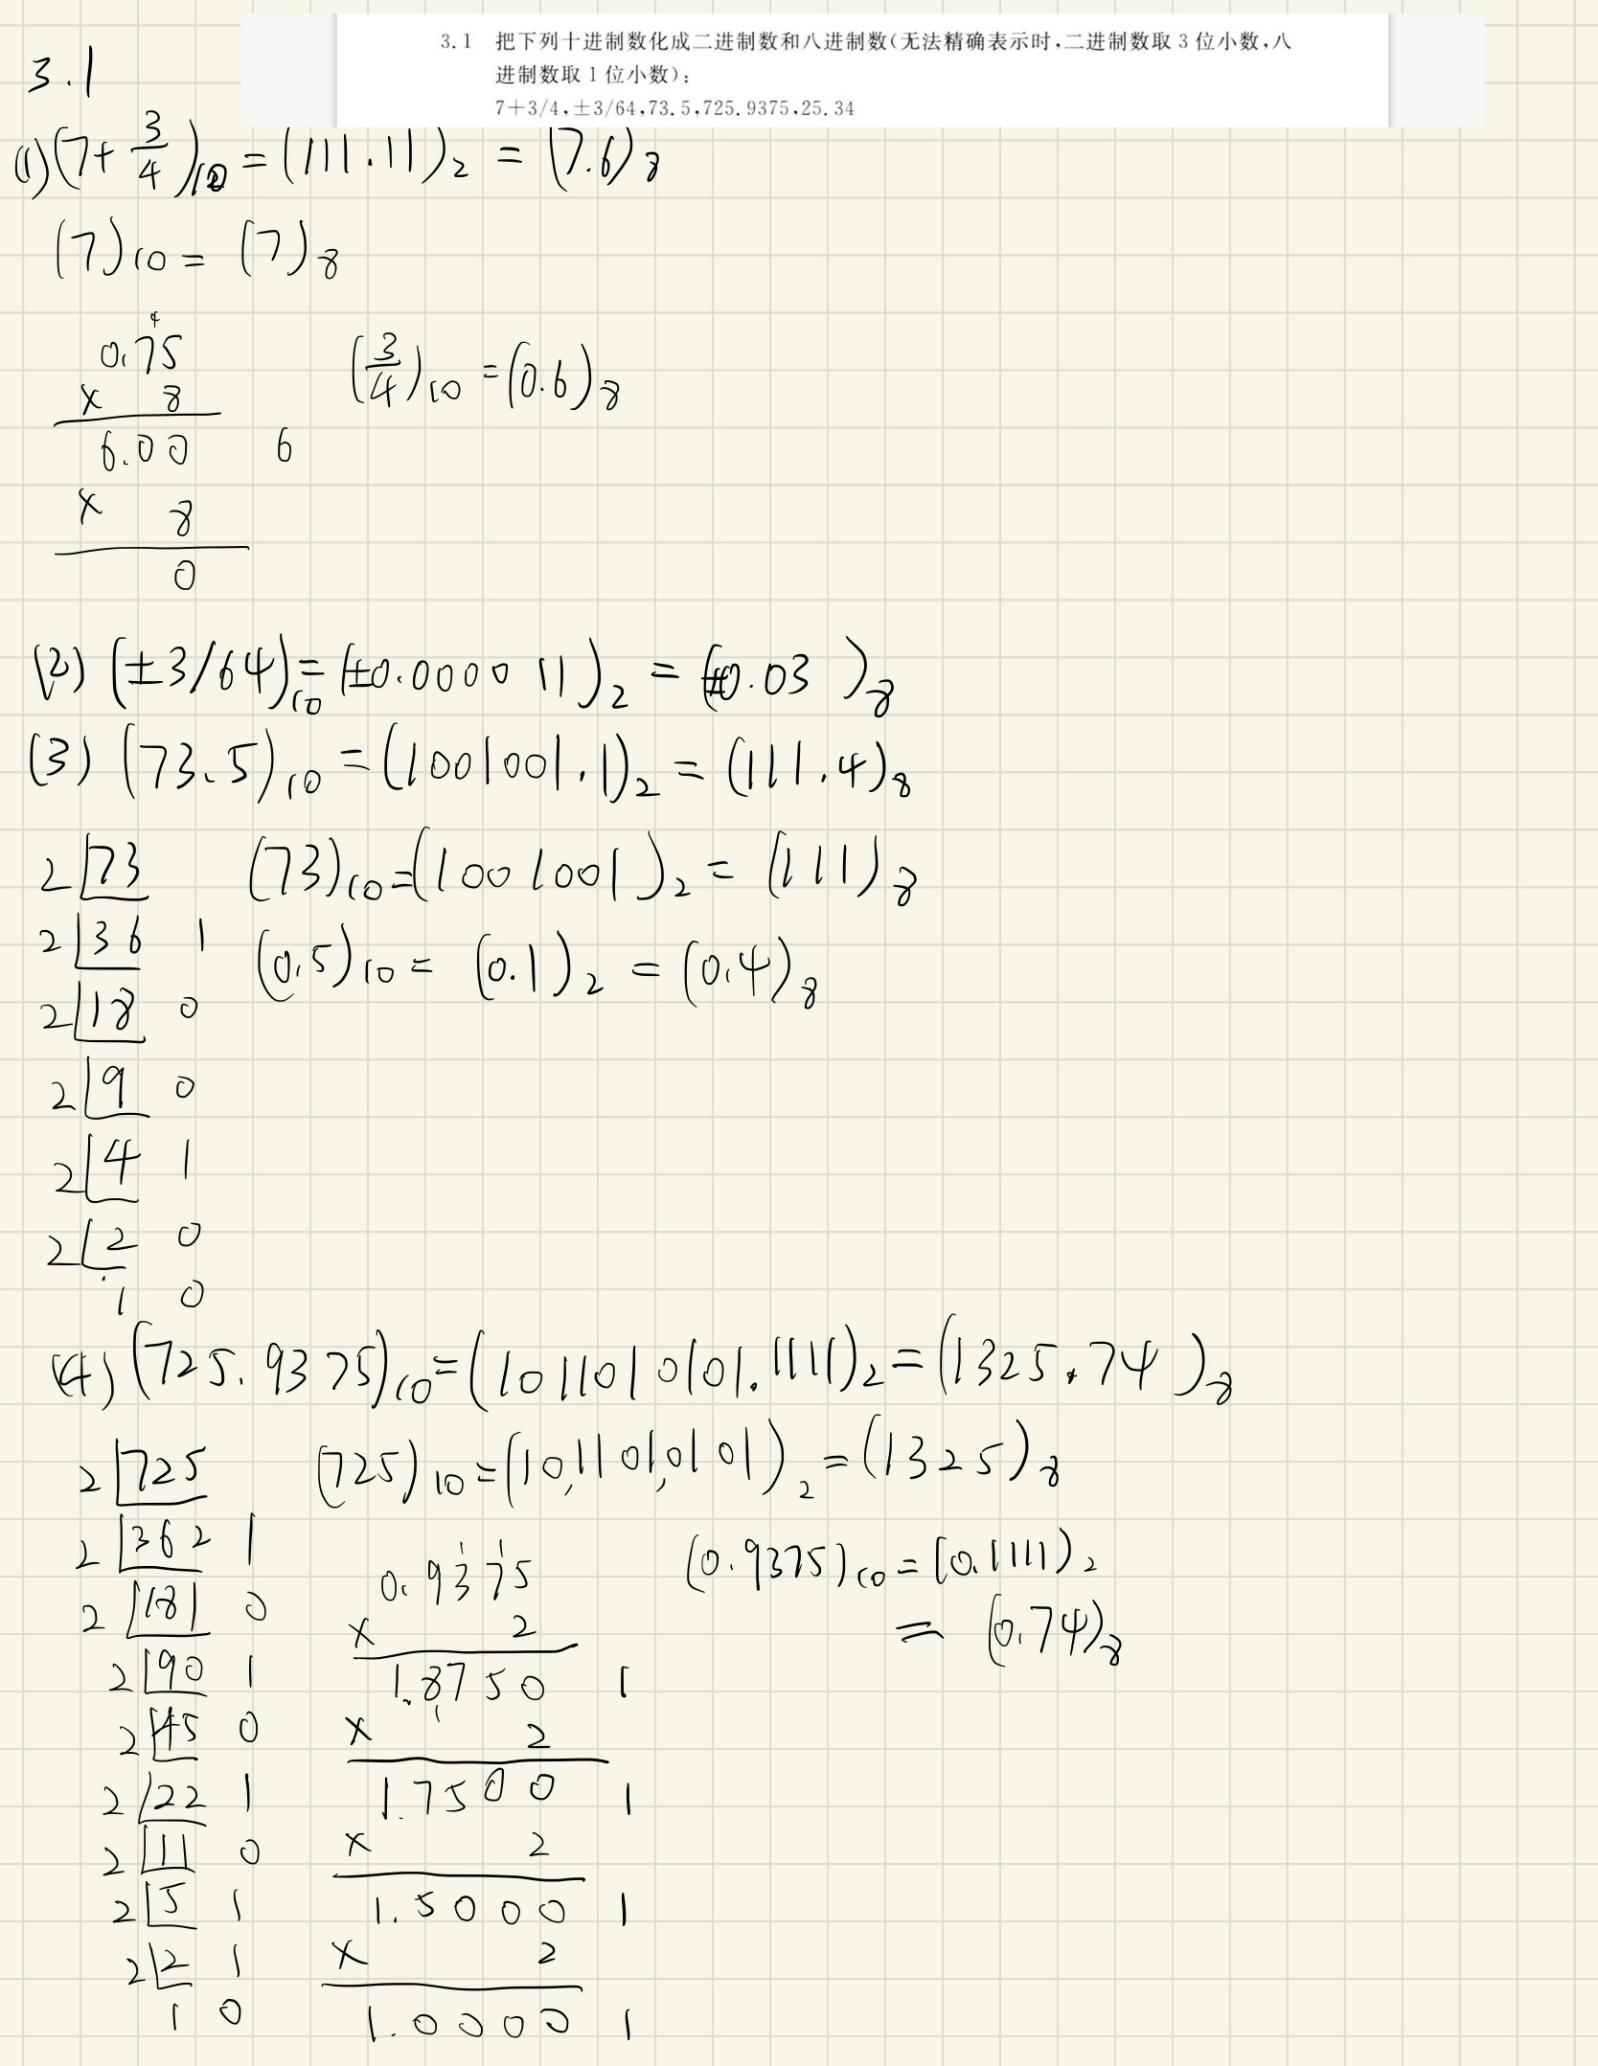 3.1 把下列十进制数化成二进制数和八进制数(无法精确表示时,二进制数取 3 位小数,八
进制数取 1 位小数):
7+3/4,±3/64,73.5,725.9375,25.34
3.1
(1) (7+3/4)10 = (111.11)2 = (7.6)8
(7)10 = (7)8
0.75
× 8
6.00 6
× 8
0
(3/4)10 = (0.6)8
(2) (±3/64)10 = (±0.000011)2 = (±0.03)8
(3) (73.5)10 = (1001001.1)2 = (111.4)8
2 73
2 36 1
2 18 0
2 9 0
2 4 1
2 2 0
1 0
(73)10 = (1001001)2 = (111)8
(0.5)10 = (0.1)2 = (0.4)8
(4) (725.9375)10 = (1011010101.1111)2 = (1325.74)8
2 725
2 362 1
2 181 0
2 90 1
2 45 0
2 22 1
2 11 0
2 5 1
2 2 1
1 0
(725)10 = (10,1101,0101)2 = (1325)8
0.9375
× 2
1.8750 1
× 2
1.7500 1
× 2
1.5000 1
× 2
1.0000 1
(0.9375)10 = (0.1111)2
= (0.74)8